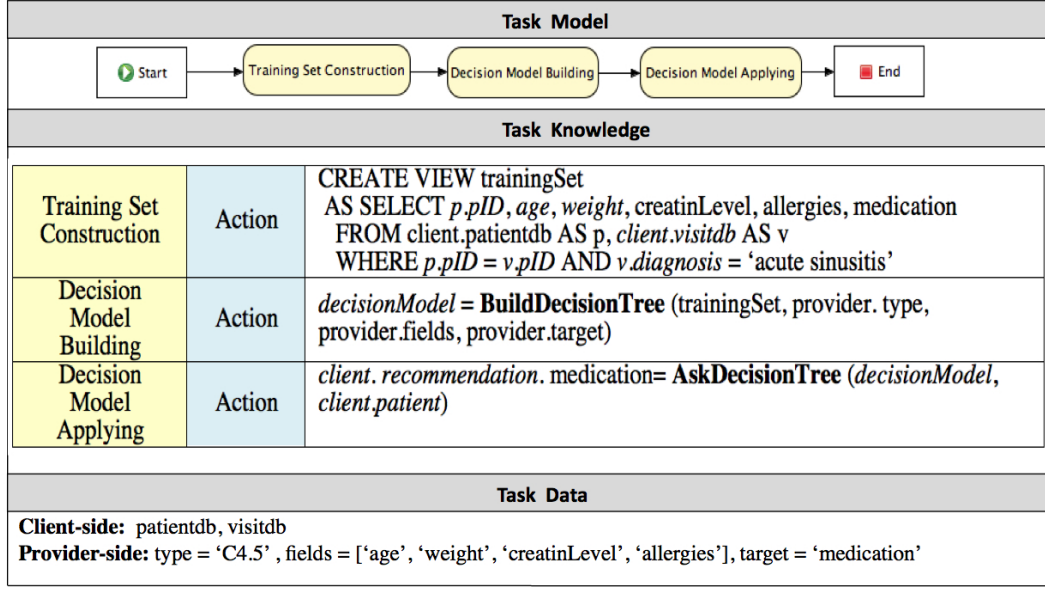 Task Model
Start
Training Set Construction
Decision Model Building
Decision Model Applying
End
Task Knowledge
Training Set
Construction
Action
CREATE VIEW trainingSet
AS SELECT p.pID, age, weight, creatinLevel, allergies, medication
FROM client.patientdb AS p, client.visitdb AS v
WHERE p.pID = v.pID AND v.diagnosis = ‘acute sinusitis’
Decision
Model
Building
Action
decisionModel = BuildDecisionTree (trainingSet, provider. type,
provider.fields, provider.target)
Decision
Model
Applying
Action
client. recommendation. medication= AskDecisionTree (decisionModel,
client.patient)
Task Data
Client-side: patientdb, visitdb
Provider-side: type = ‘C4.5’ , fields = [‘age’, ‘weight’, ‘creatinLevel’, ‘allergies’], target = ‘medication’